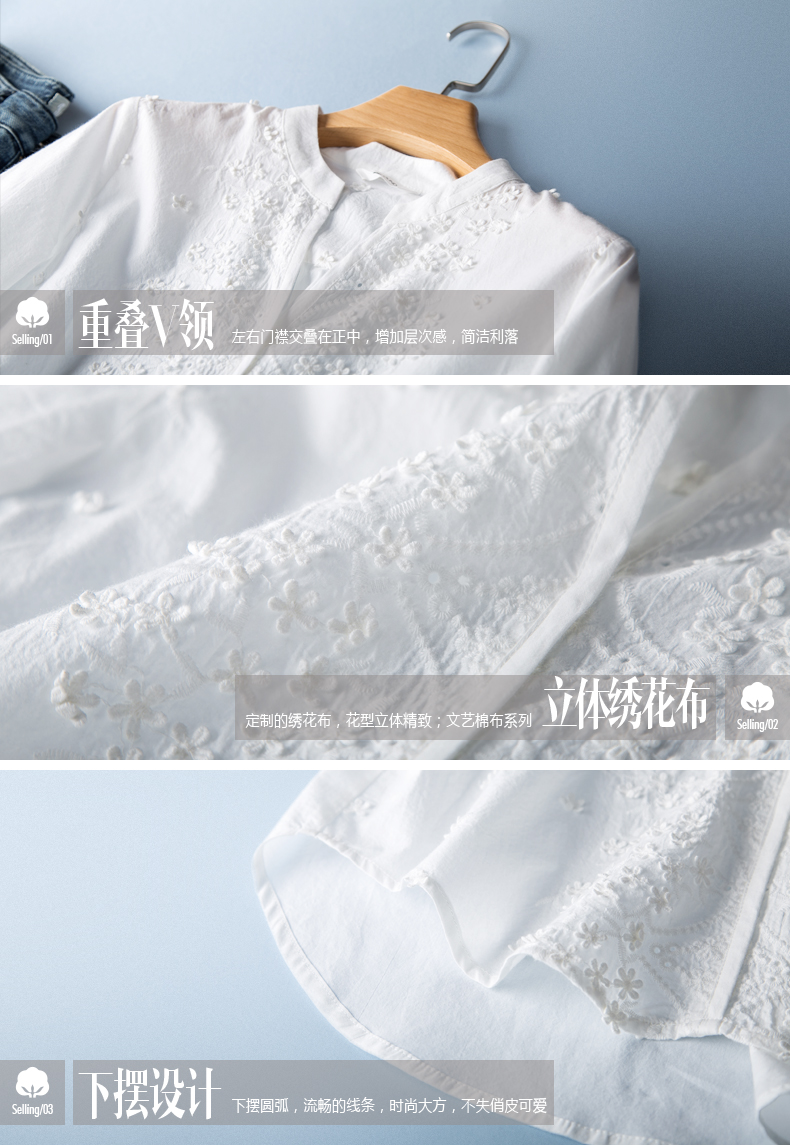 重叠V领
左右门襟交叠在正中，增加层次感，简洁利落
Selling/01
定制的绣花布，花型立体精致；文艺棉布系列
立体绣花布
Selling/02
下摆设计
下摆圆弧，流畅的线条，时尚大方，不失俏皮可爱
Selling/03